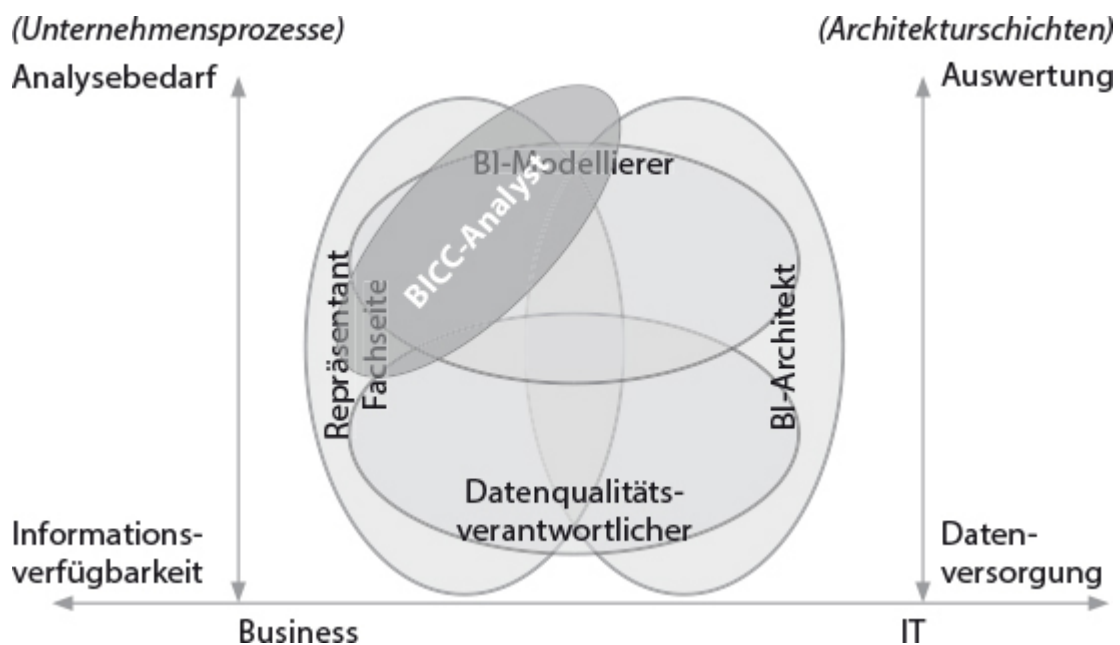 (Unternehmensprozesse)
(Architekturschichten)
Analysebedarf
Auswertung
BI-Modellierer
BICC-Analyst
Repräsentant
Fachseite
BI-Architekt
Datenqualitäts-
verantwortlicher
Informations-
verfügbarkeit
Daten-
versorgung
Business
IT